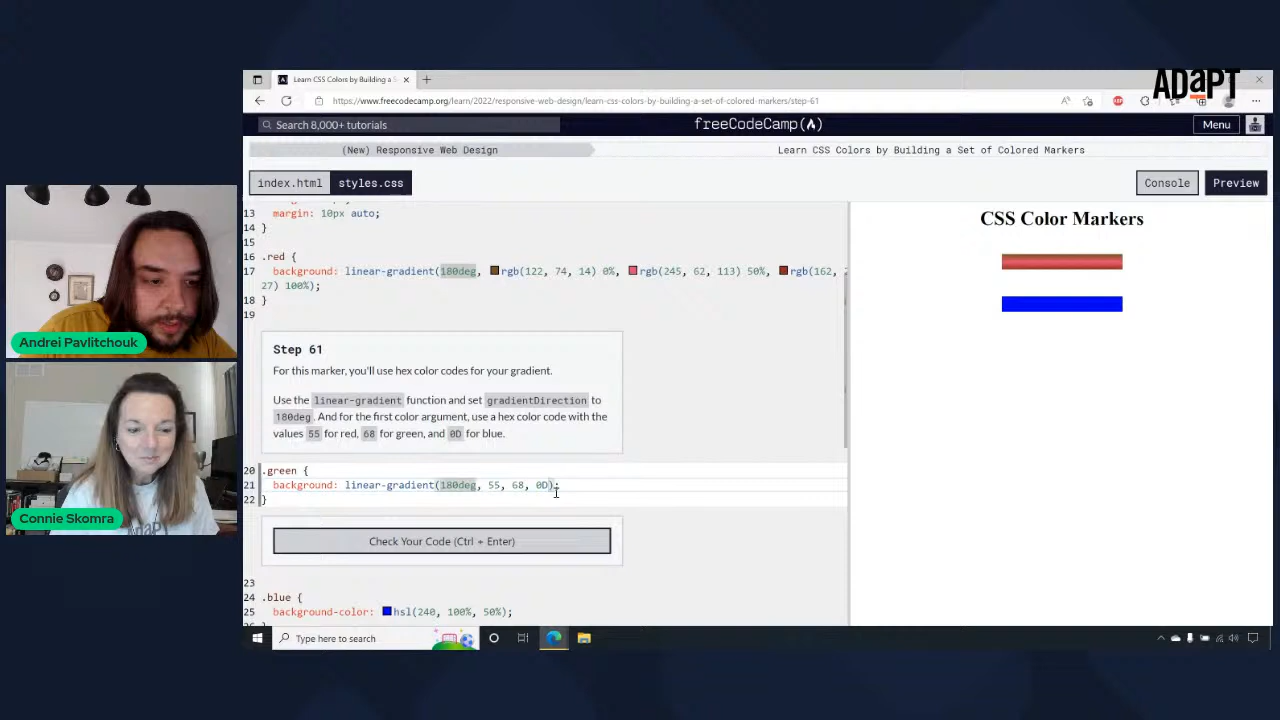 ADaPT
Learn CSS Colors by Building a S
https://www.freecodecamp.org/learn/2022/responsive-web-design/learn-css-colors-by-building-a-set-of-colored-markers/step-61
Search 8,000+ tutorials
freeCodeCamp(🔥)
Menu
(New) Responsive Web Design
Learn CSS Colors by Building a Set of Colored Markers
index.html
styles.css
Console
Preview
13 margin: 10px auto;
14 }
15
16 .red {
17 background: linear-gradient(180deg, rgb(122, 74, 14) 0%, rgb(245, 62, 113) 50%, rgb(162,
27) 100%);
18 }
19
Step 61
For this marker, you'll use hex color codes for your gradient.
Use the linear-gradient function and set gradientDirection to
180deg. And for the first color argument, use a hex color code with the
values 55 for red, 68 for green, and 0D for blue.
20 .green {
21 background: linear-gradient(180deg, 55, 68, 0D);
22 }
Check Your Code (Ctrl + Enter)
23
24 .blue {
25 background-color: hsl(240, 100%, 50%);
CSS Color Markers
Andrei Pavlitchouk
Connie Skomra
Type here to search